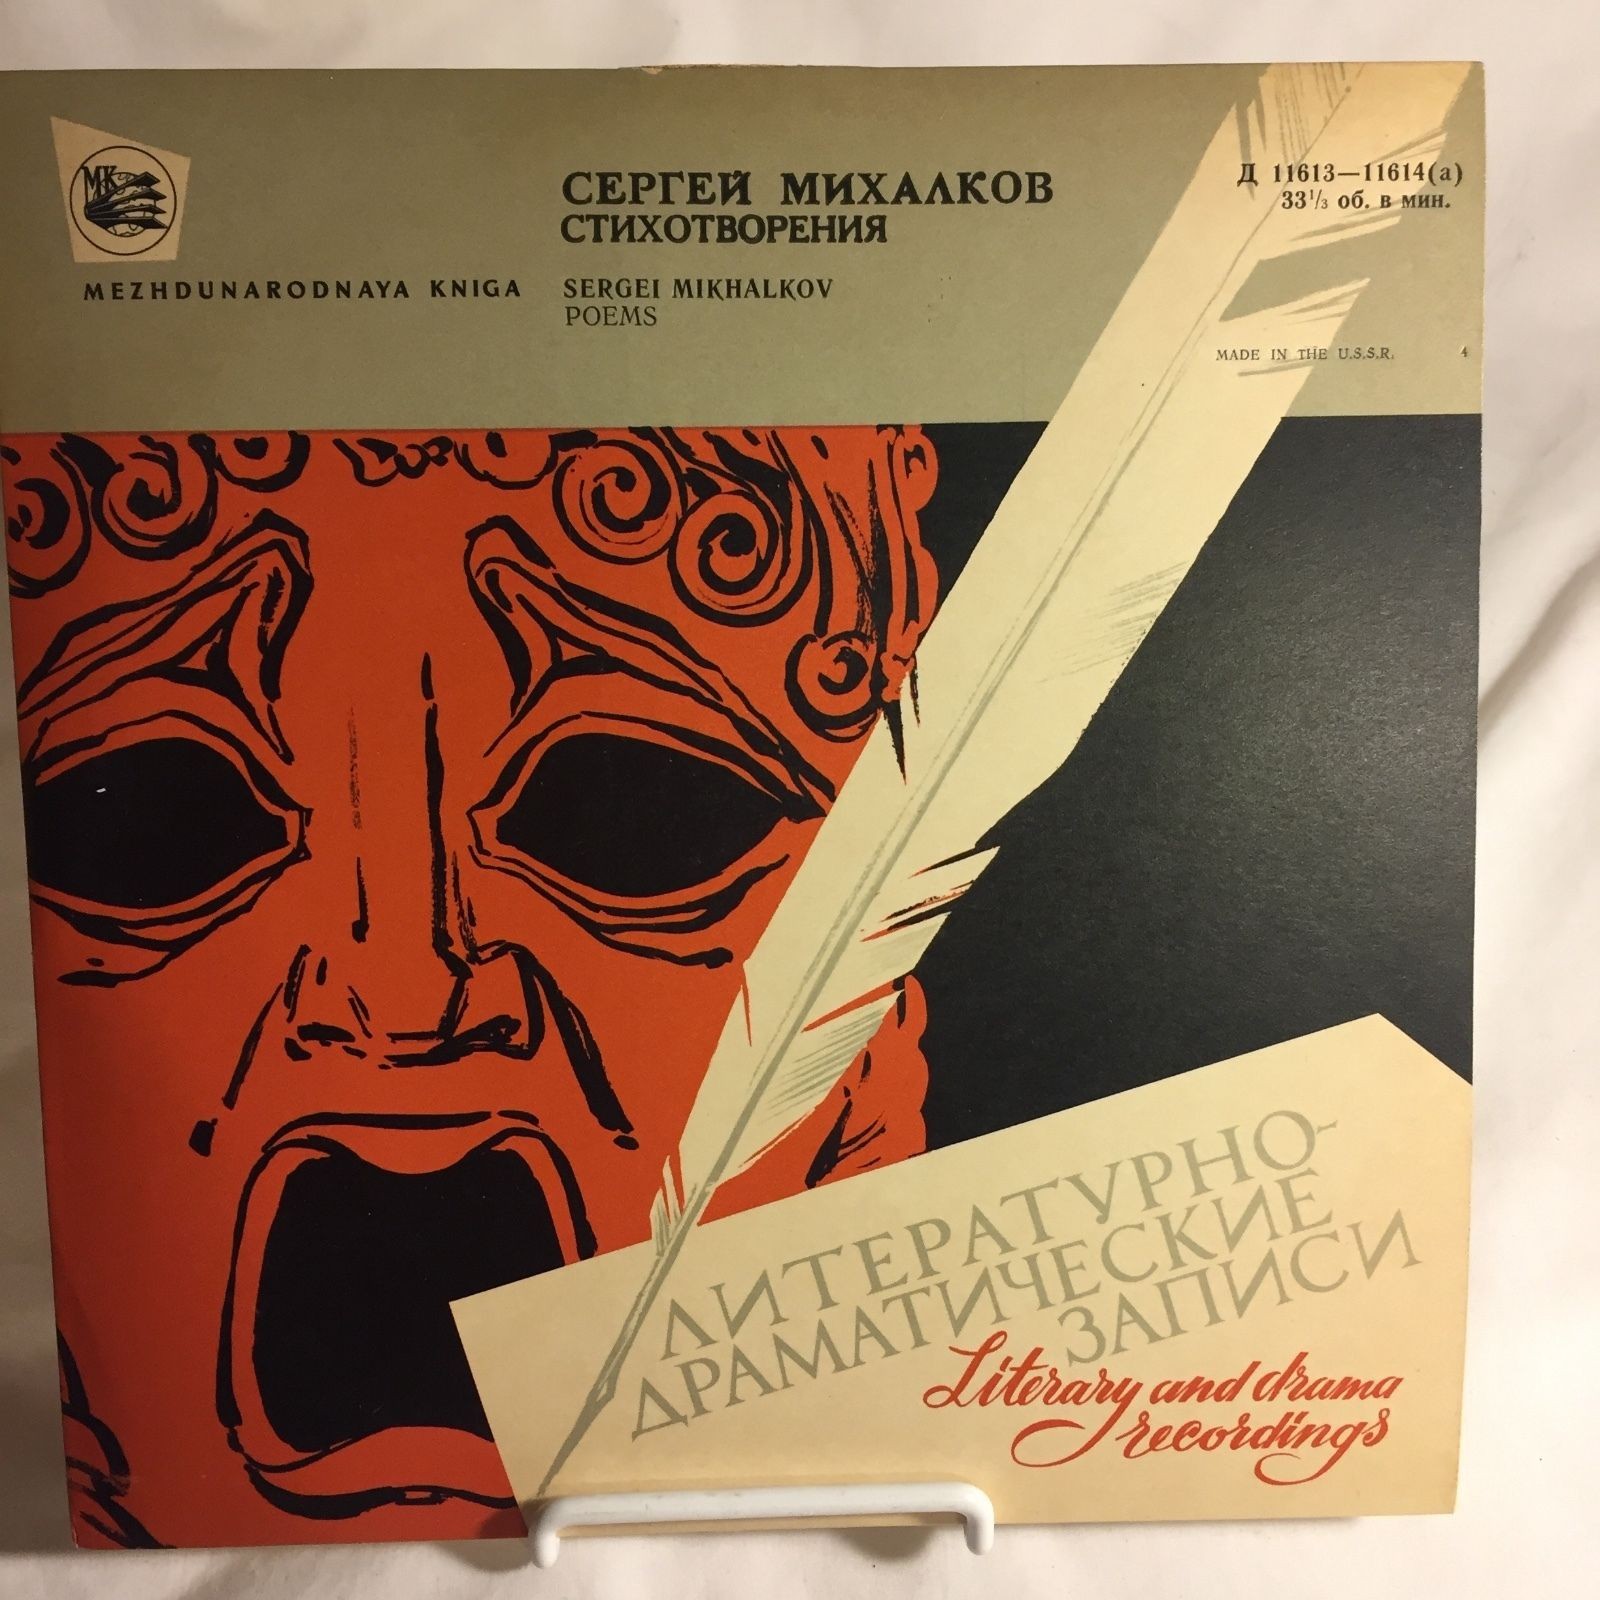 МК
СЕРГЕЙ МИХАЛКОВ
СТИХОТВОРЕНИЯ
Д 11613—11614(а)
33⅓ об. в мин.
MEZHDUNARODNAYA KNIGA
SERGEI MIKHALKOV
POEMS
MADE IN THE U.S.S.R.
4
ЛИТЕРАТУРНО-
ДРАМАТИЧЕСКИЕ
ЗАПИСИ
Literary and drama
recordings